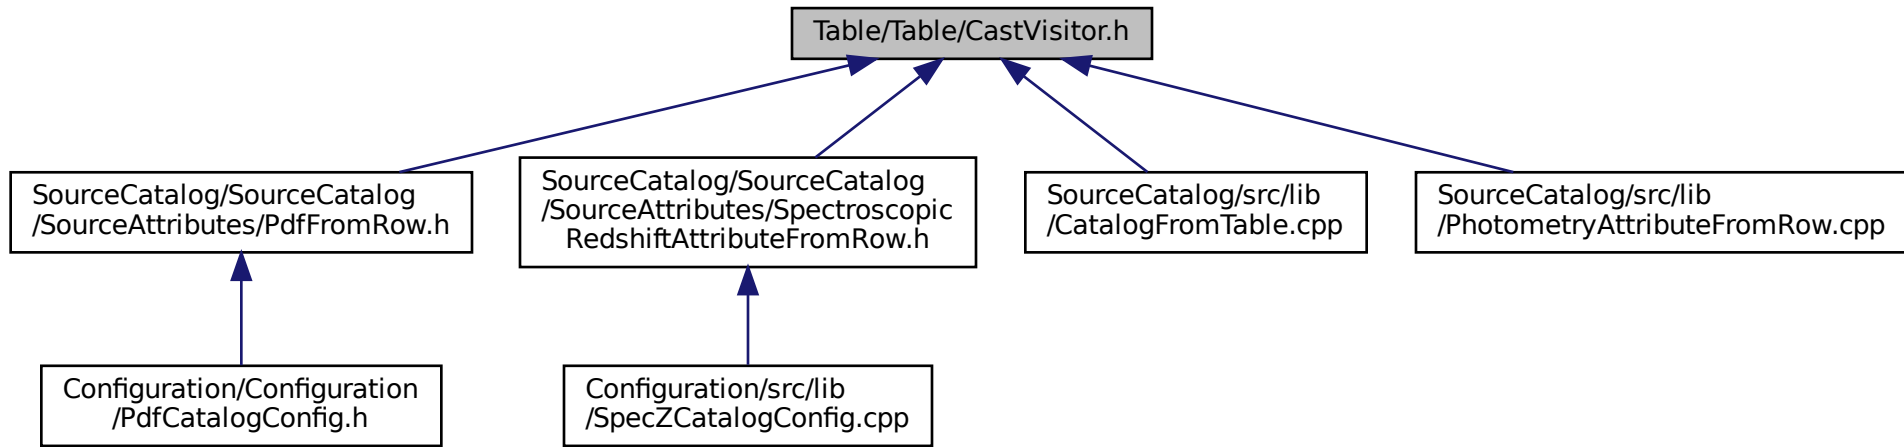 Table/Table/CastVisitor.h
SourceCatalog/SourceCatalog
/SourceAttributes/PdfFromRow.h
SourceCatalog/SourceCatalog
/SourceAttributes/Spectroscopic
RedshiftAttributeFromRow.h
SourceCatalog/src/lib
/CatalogFromTable.cpp
SourceCatalog/src/lib
/PhotometryAttributeFromRow.cpp
Configuration/Configuration
/PdfCatalogConfig.h
Configuration/src/lib
/SpecZCatalogConfig.cpp